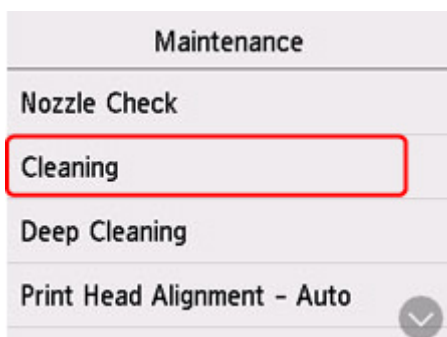 Maintenance
Nozzle Check
Cleaning
Deep Cleaning
Print Head Alignment - Auto